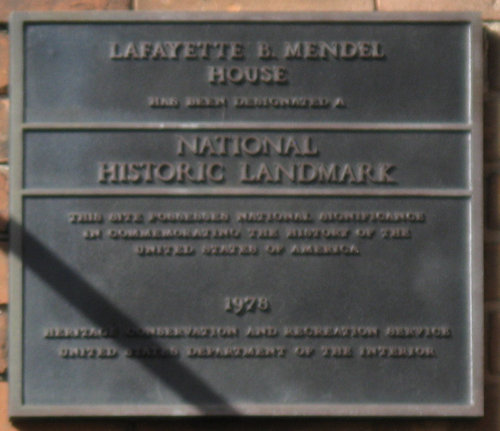 LAFAYETTE B. MENDEL
HOUSE
HAS BEEN DESIGNATED A
NATIONAL
HISTORIC LANDMARK
THIS SITE POSSESSES NATIONAL SIGNIFICANCE
IN COMMEMORATING THE HISTORY OF THE
UNITED STATES OF AMERICA
1978
HERITAGE CONSERVATION AND RECREATION SERVICE
UNITED STATES DEPARTMENT OF THE INTERIOR